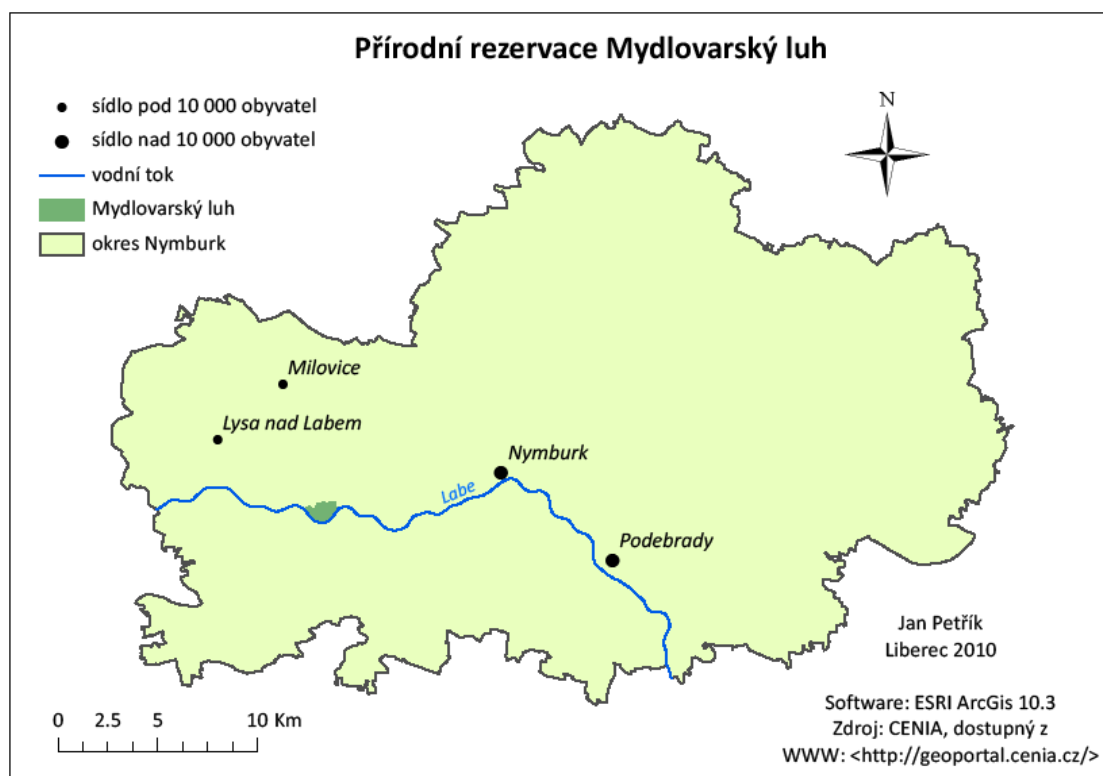 Přírodní rezervace Mydlovarský luh
sídlo pod 10 000 obyvatel
sídlo nad 10 000 obyvatel
vodní tok
Mydlovarský luh
okres Nymburk
N
Milovice
Lysa nad Labem
Nymburk
Labe
Podebrady
Jan Petřík
Liberec 2010
Software: ESRI ArcGis 10.3
Zdroj: CENIA, dostupný z
WWW: <http://geoportal.cenia.cz/>
0 2.5 5 10 Km